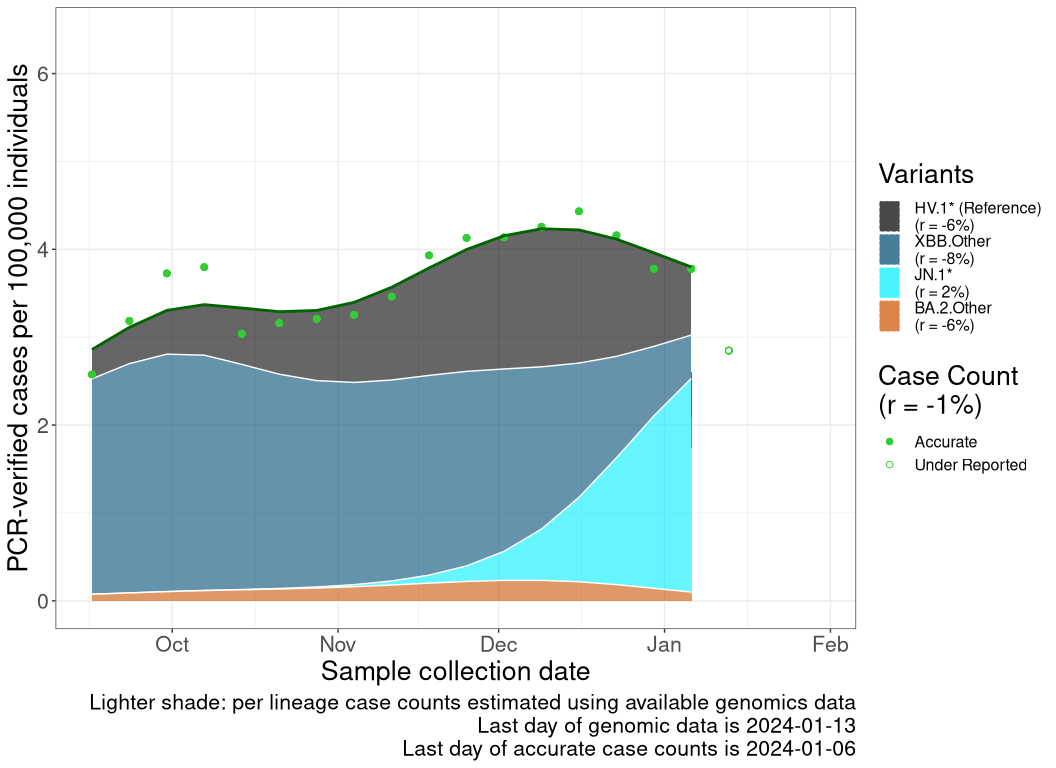 PCR-verified cases per 100,000 individuals
6
4
2
0
Oct
Nov
Dec
Jan
Feb
Sample collection date
Lighter shade: per lineage case counts estimated using available genomics data
Last day of genomic data is 2024-01-13
Last day of accurate case counts is 2024-01-06
Variants
HV.1* (Reference)
(r = -6%)
XBB.Other
(r = -8%)
JN.1*
(r = 2%)
BA.2.Other
(r = -6%)
Case Count
(r = -1%)
Accurate
Under Reported